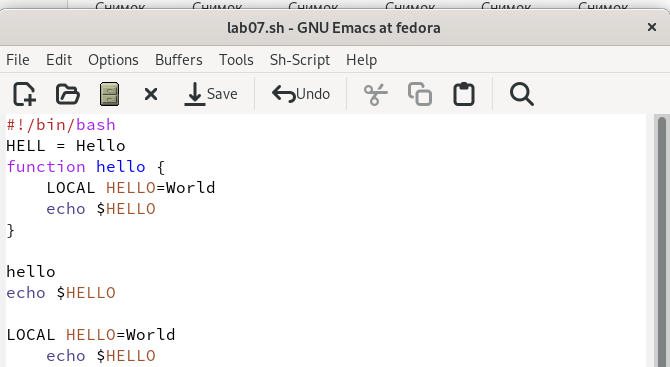 Снимок Снимок Снимок Снимок Снимок Снимок
lab07.sh - GNU Emacs at fedora ×
File Edit Options Buffers Tools Sh-Script Help
Save Undo
#!/bin/bash
HELL = Hello
function hello {
    LOCAL HELLO=World
    echo $HELLO
}
hello
echo $HELLO
LOCAL HELLO=World
    echo $HELLO